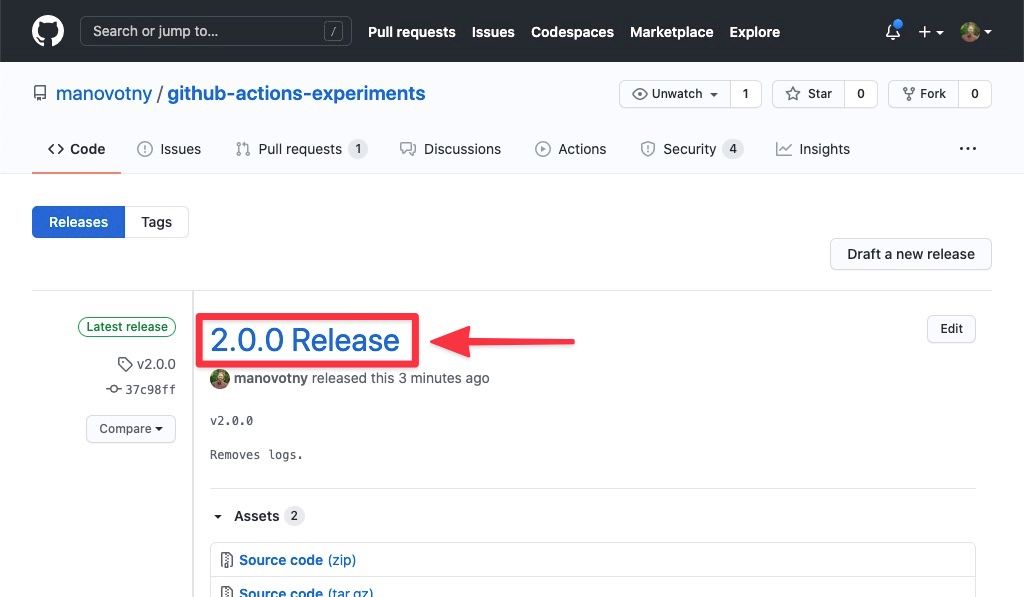 Search or jump to... / Pull requests Issues Codespaces Marketplace Explore
manovotny / github-actions-experiments Unwatch 1 Star 0 Fork 0
Code Issues Pull requests 1 Discussions Actions Security 4 Insights ...
Releases Tags
Draft a new release
Latest release
v2.0.0
37c98ff
Compare
2.0.0 Release
Edit
manovotny released this 3 minutes ago
v2.0.0
Removes logs.
Assets 2
Source code (zip)
Source code (tar.gz)